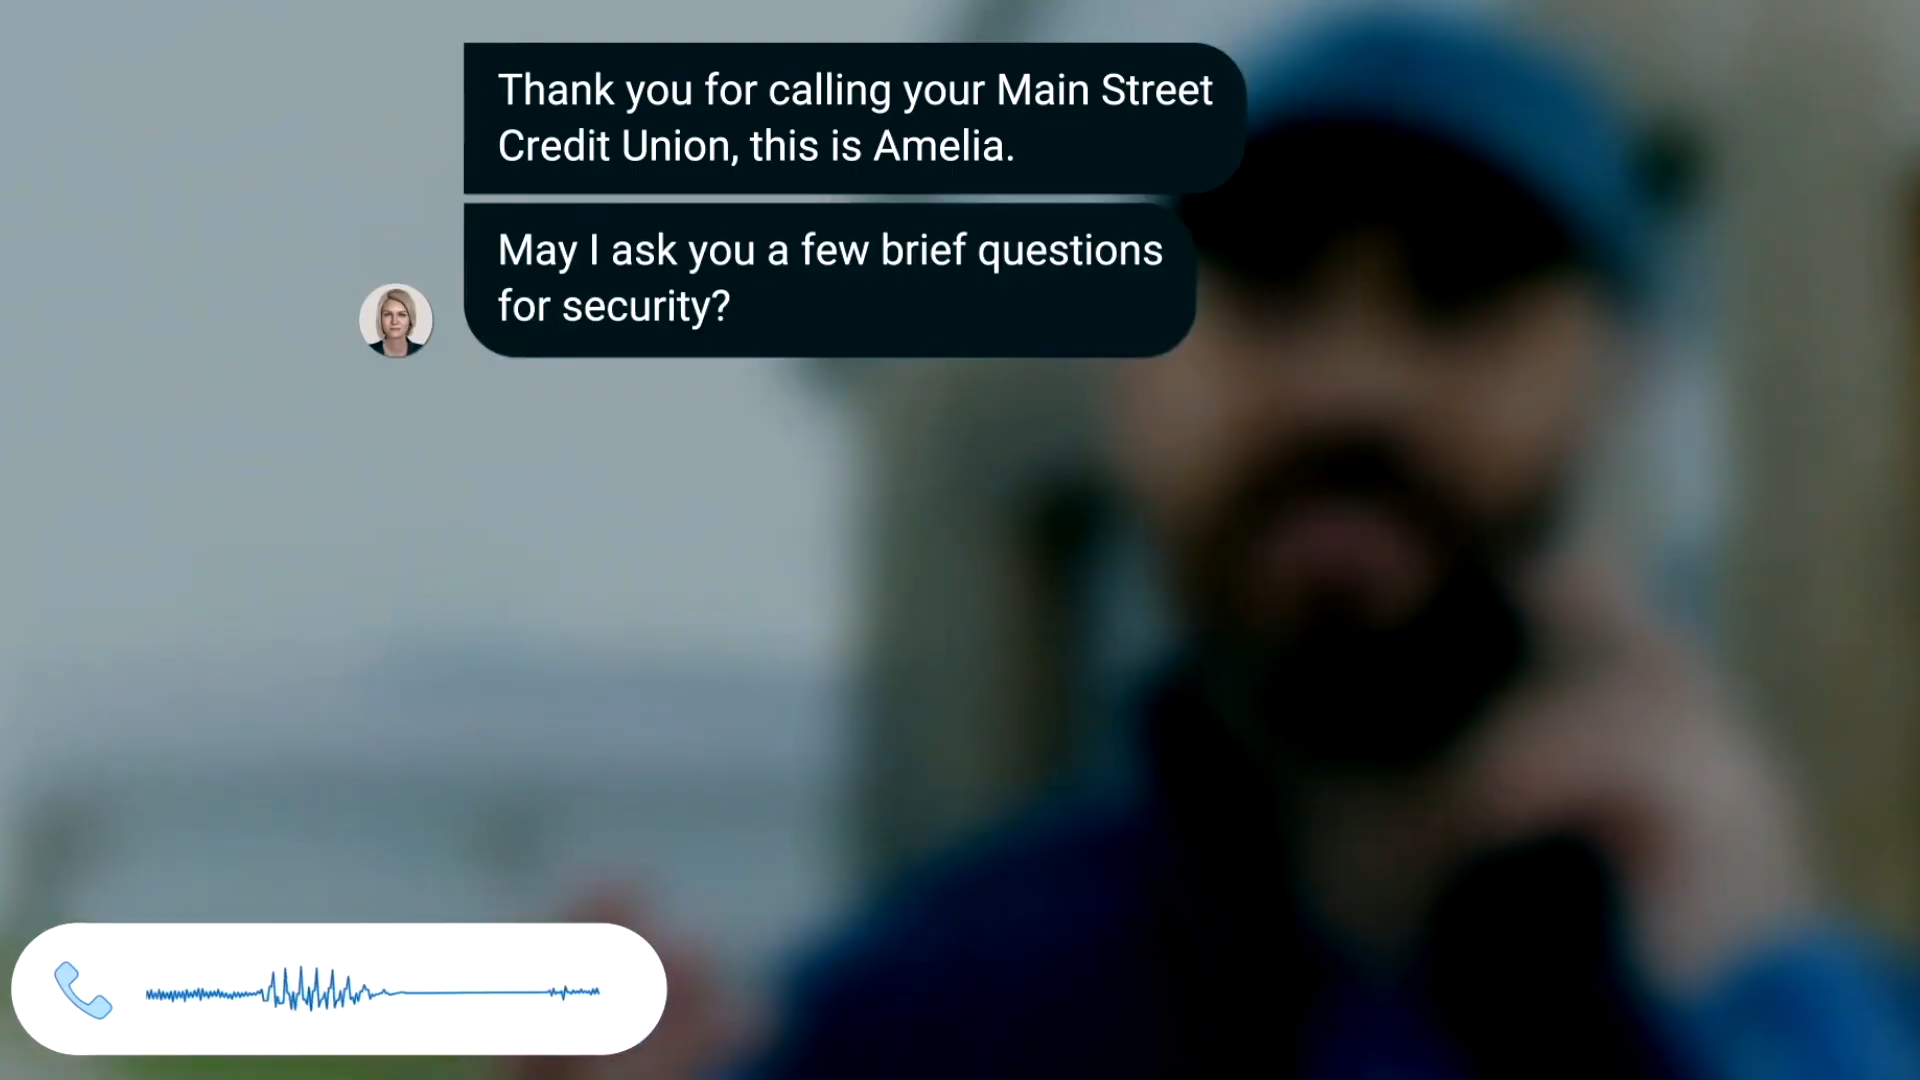 Thank you for calling your Main Street
Credit Union, this is Amelia.
May I ask you a few brief questions
for security?